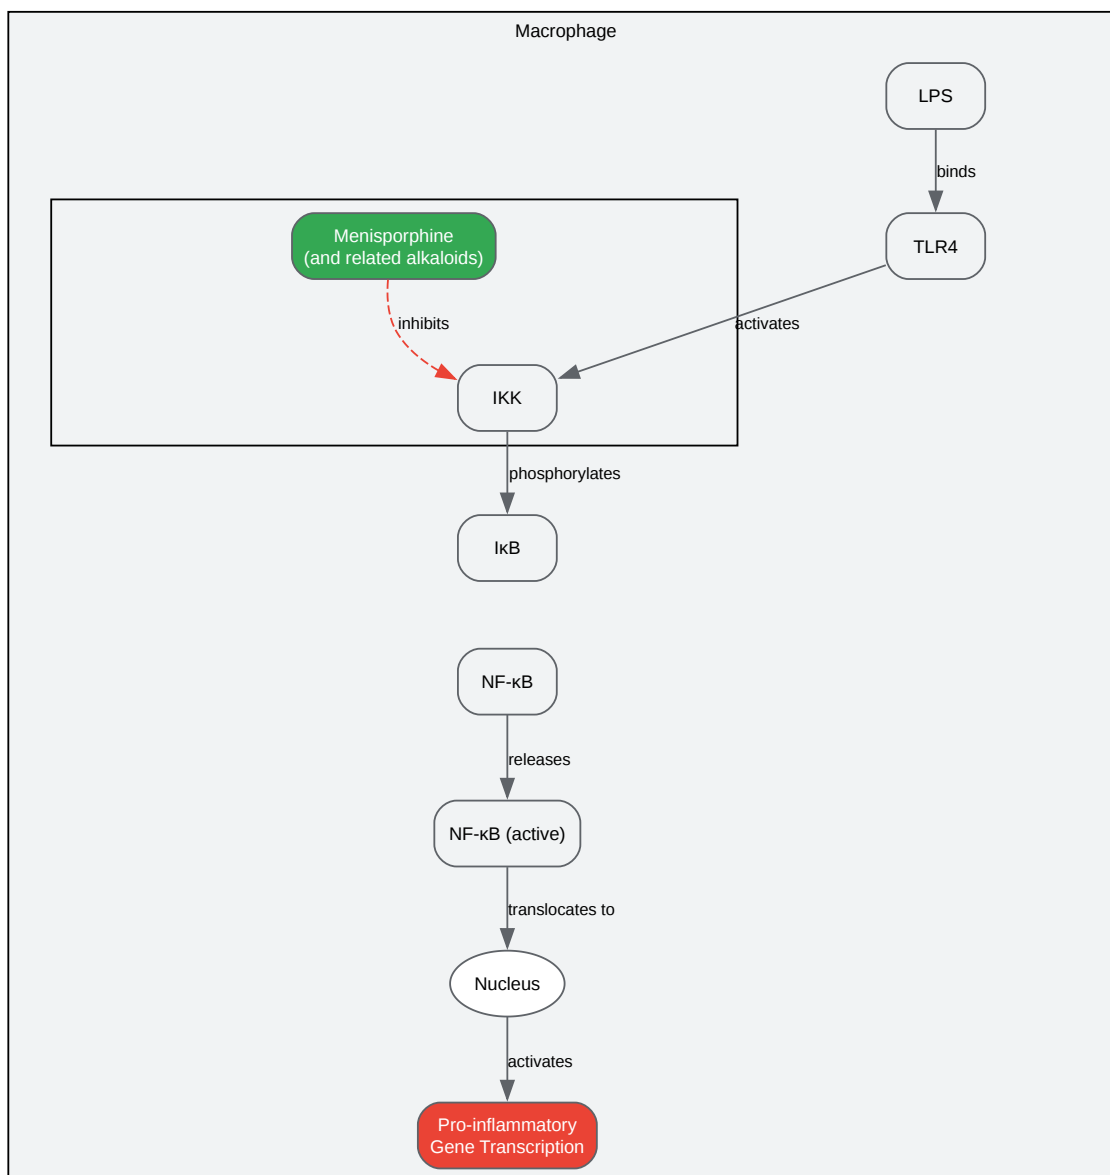 Macrophage
LPS
binds
Menisporphine
(and related alkaloids)
TLR4
inhibits
activates
IKK
phosphorylates
IκB
NF-κB
releases
NF-κB (active)
translocates to
Nucleus
activates
Pro-inflammatory
Gene Transcription